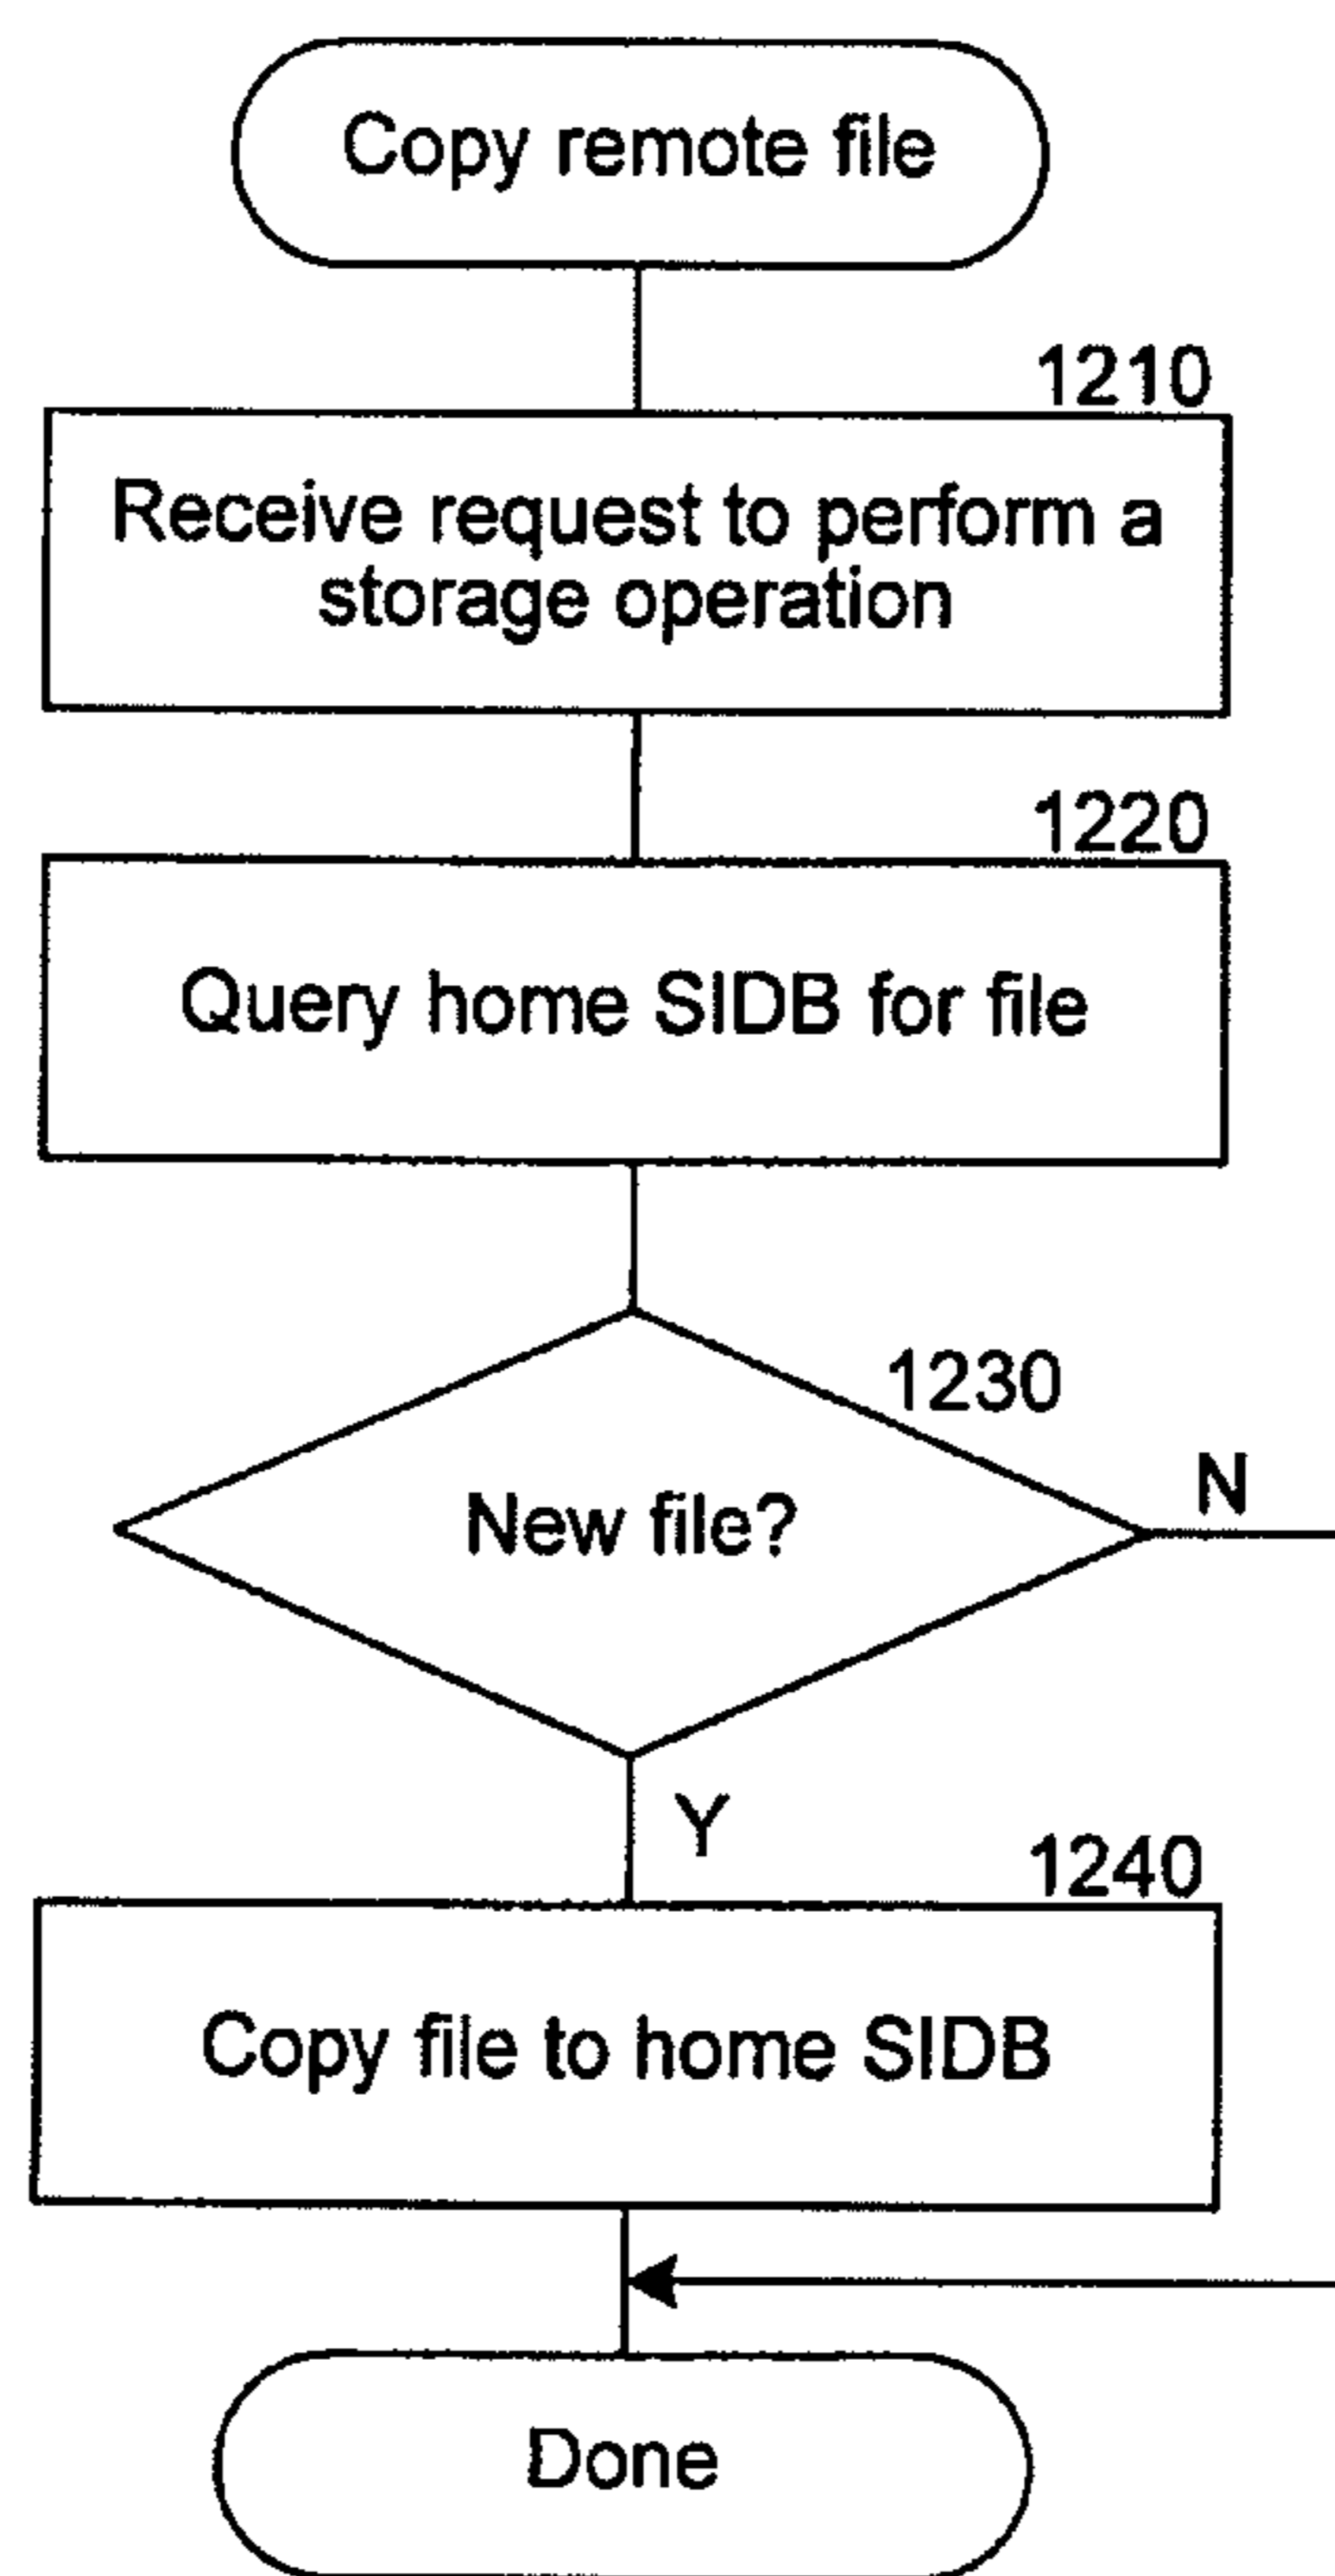 Copy remote file
1210
Receive request to perform a
storage operation
1220
Query home SIDB for file
1230
New file?
N
Y
1240
Copy file to home SIDB
Done